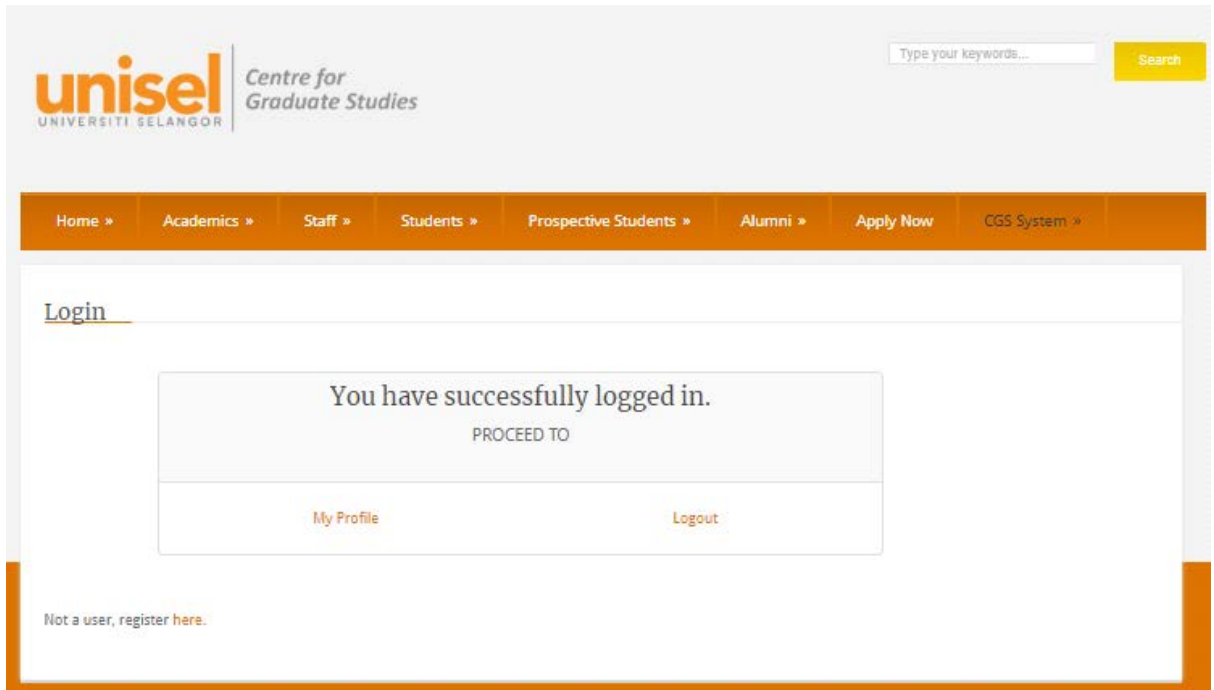 unisel
UNIVERSITI SELANGOR
Centre for
Graduate Studies
Type your keywords...
Search
Home »
Academics »
Staff »
Students »
Prospective Students »
Alumni »
Apply Now
CGS System »
Login
You have successfully logged in.
PROCEED TO
My Profile
Logout
Not a user, register here.